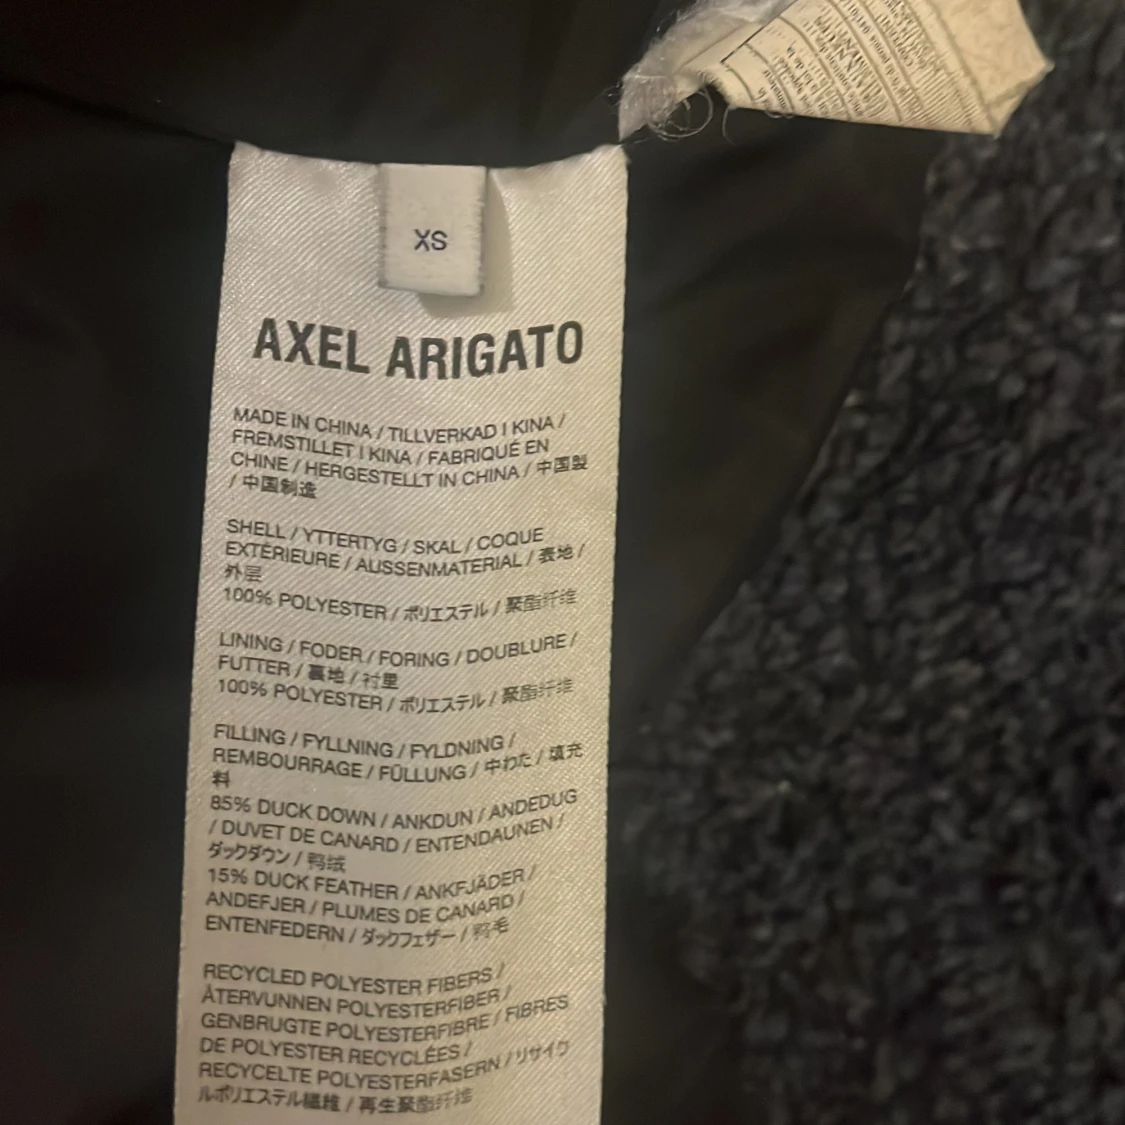 XS
AXEL ARIGATO
MADE IN CHINA / TILLVERKAD I KINA /
FREMSTILLET I KINA / FABRIQUÉ EN
CHINE / HERGESTELLT IN CHINA / 中国製
/ 中国制造
SHELL / YTTERTYG / SKAL / COQUE
EXTÉRIEURE / AUSSENMATERIAL / 表地 /
外层
100% POLYESTER / ポリエステル / 聚酯纤维
LINING / FODER / FORING / DOUBLURE /
FUTTER / 裏地 / 衬里
100% POLYESTER / ポリエステル / 聚酯纤维
FILLING / FYLLNING / FYLDNING /
REMBOURRAGE / FÜLLUNG / 中わた / 填充
料
85% DUCK DOWN / ANKDUN / ANDEDUG
/ DUVET DE CANARD / ENTENDAUNEN /
ダックダウン / 鸭绒
15% DUCK FEATHER / ANKFJÄDER /
ANDEFJER / PLUMES DE CANARD /
ENTENFEDERN / ダックフェザー / 鸭毛
RECYCLED POLYESTER FIBERS /
ÅTERVUNNEN POLYESTERFIBER /
GENBRUGTE POLYESTERFIBRE / FIBRES
DE POLYESTER RECYCLÉES /
RECYCELTE POLYESTERFASERN / リサイク
ルポリエステル繊維 / 再生聚酯纤维